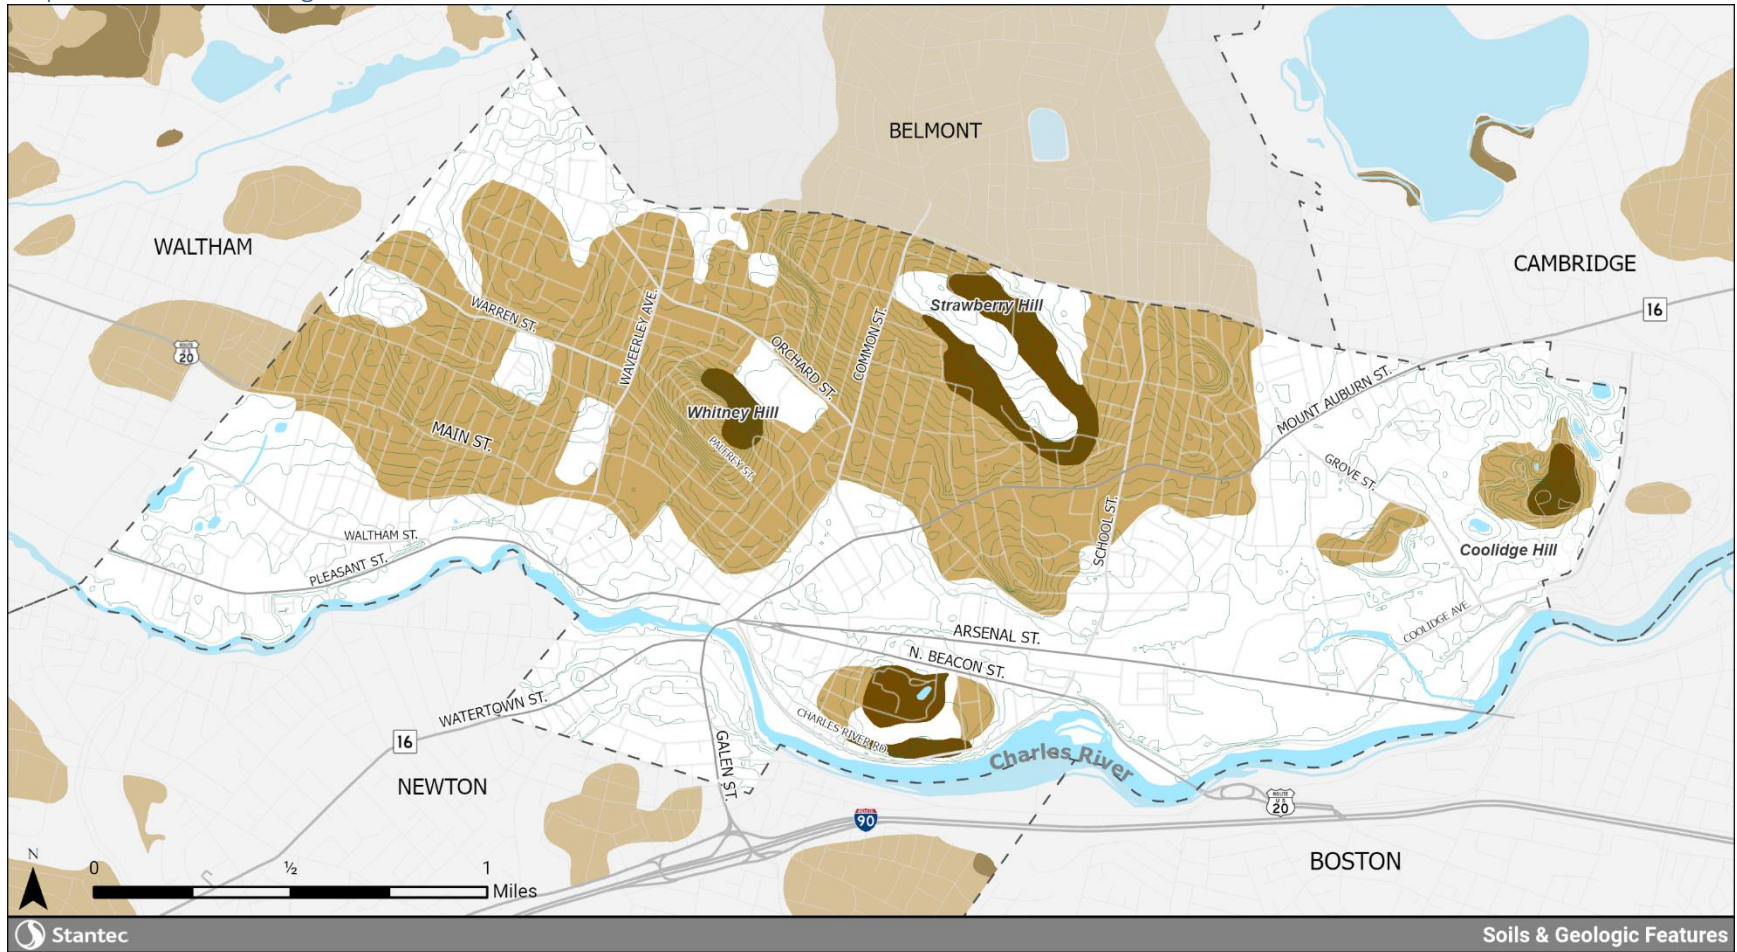 BELMONT
WALTHAM
CAMBRIDGE
16
Strawberry Hill
WARREN ST.
WAVEERLEY AVE.
ROUTE
U S
20
ORCHARD ST.
COMMON ST.
MOUNT AUBURN ST.
Whitney Hill
MAIN ST.
PALFREY ST.
GROVE ST.
SCHOOL ST.
WALTHAM ST.
Coolidge Hill
PLEASANT ST.
COOLIDGE AVE.
ARSENAL ST.
N. BEACON ST.
WATERTOWN ST.
CHARLES RIVER RD
16
GALEN ST.
Charles River
NEWTON
ROUTE
U S
20
90
BOSTON
N
0 ½ 1
Miles
Stantec
Soils & Geologic Features